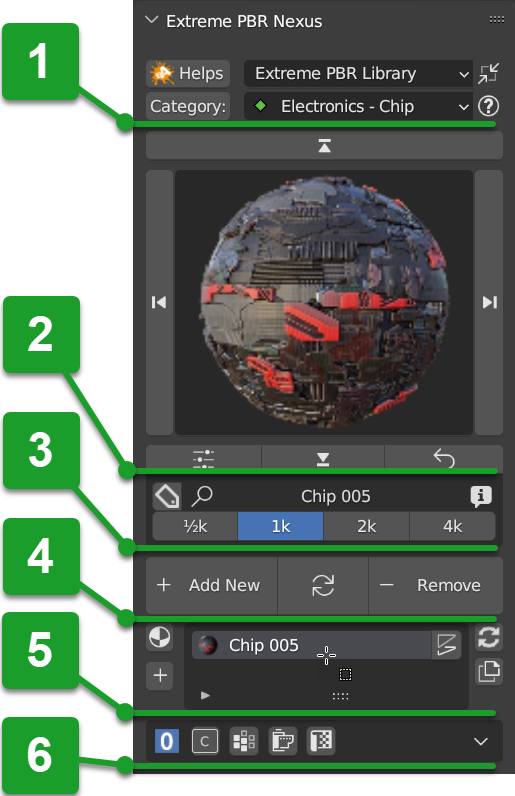 Extreme PBR Nexus
1
Helps
Extreme PBR Library
Category:
Electronics - Chip
?
2
Chip 005
½k
1k
2k
4k
3
+ Add New
− Remove
4
Chip 005
+
5
0
C
6